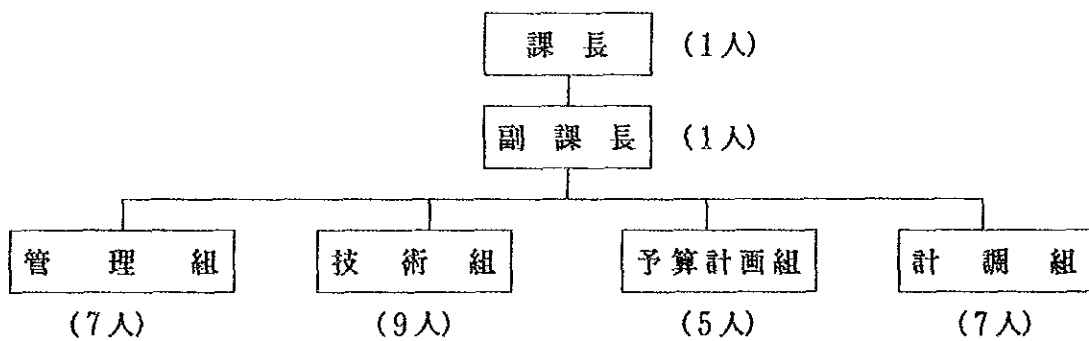 課長 (1人)
副課長 (1人)
管理組 技術組 予算計画組 計調組
(7人) (9人) (5人) (7人)